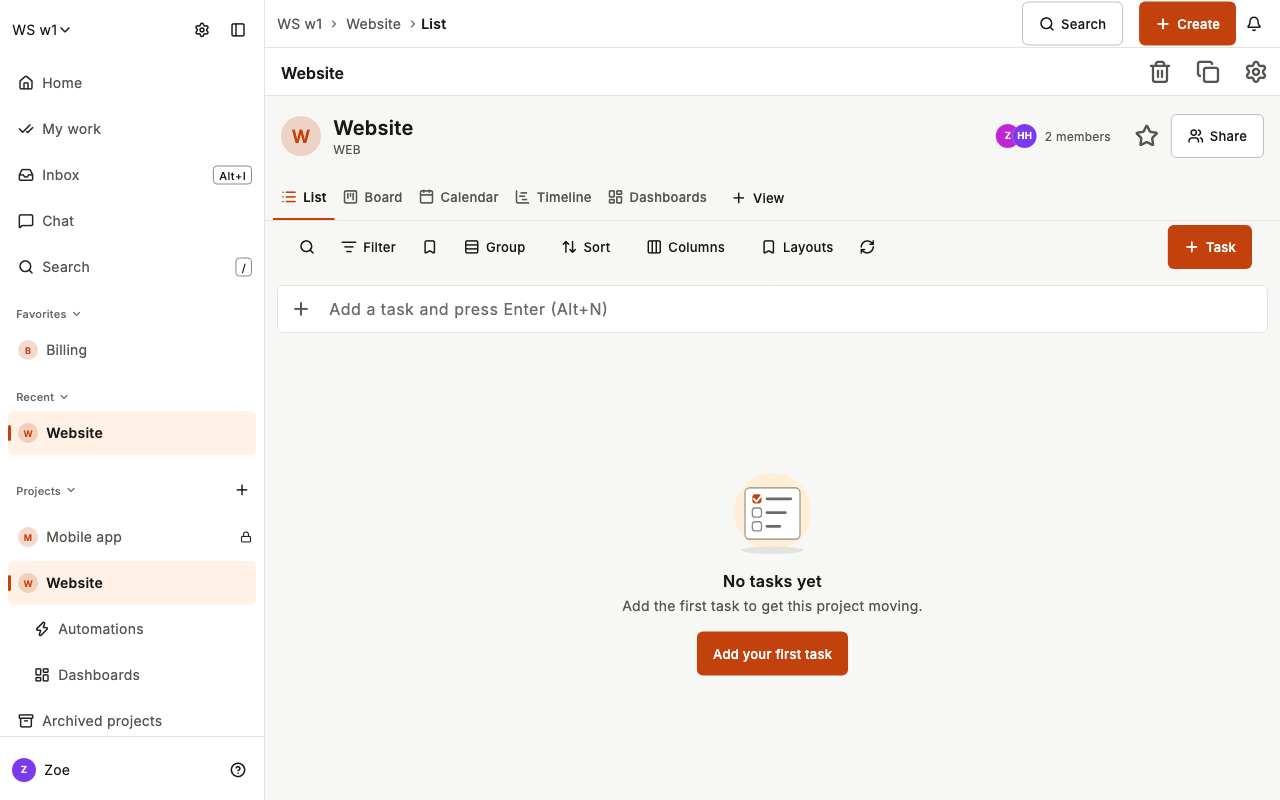 WS w1
Home
My work
Inbox
Alt+I
Chat
Search
/
Favorites
B
Billing
Recent
W
Website
Projects
M
Mobile app
W
Website
Automations
Dashboards
Archived projects
Z
Zoe
WS w1
Website
List
Search
Create
Website
W
Website
WEB
Z
HH
2 members
Share
List
Board
Calendar
Timeline
Dashboards
View
Filter
Group
Sort
Columns
Layouts
Task
Add a task and press Enter (Alt+N)
No tasks yet
Add the first task to get this project moving.
Add your first task